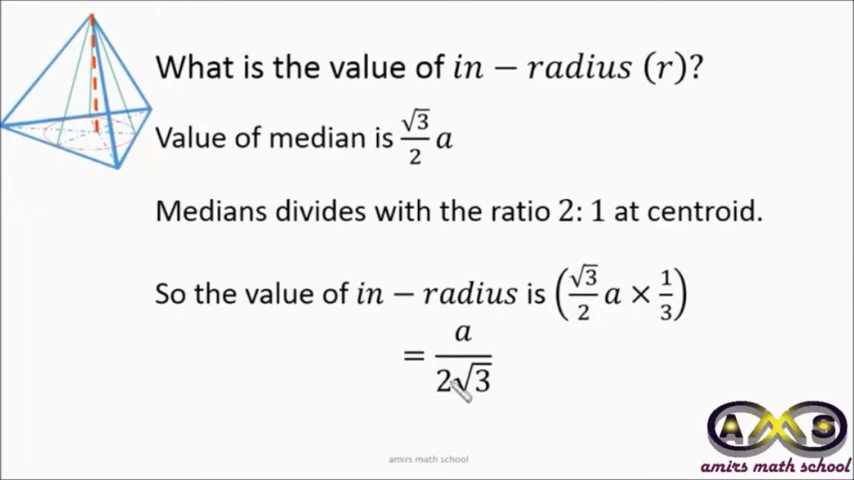 What is the value of in − radius (r)?
Value of median is √3/2 a
Medians divides with the ratio 2: 1 at centroid.
So the value of in − radius is (√3/2 a × 1/3)
= a/2√3
AMS
amirs math school
amirs math school